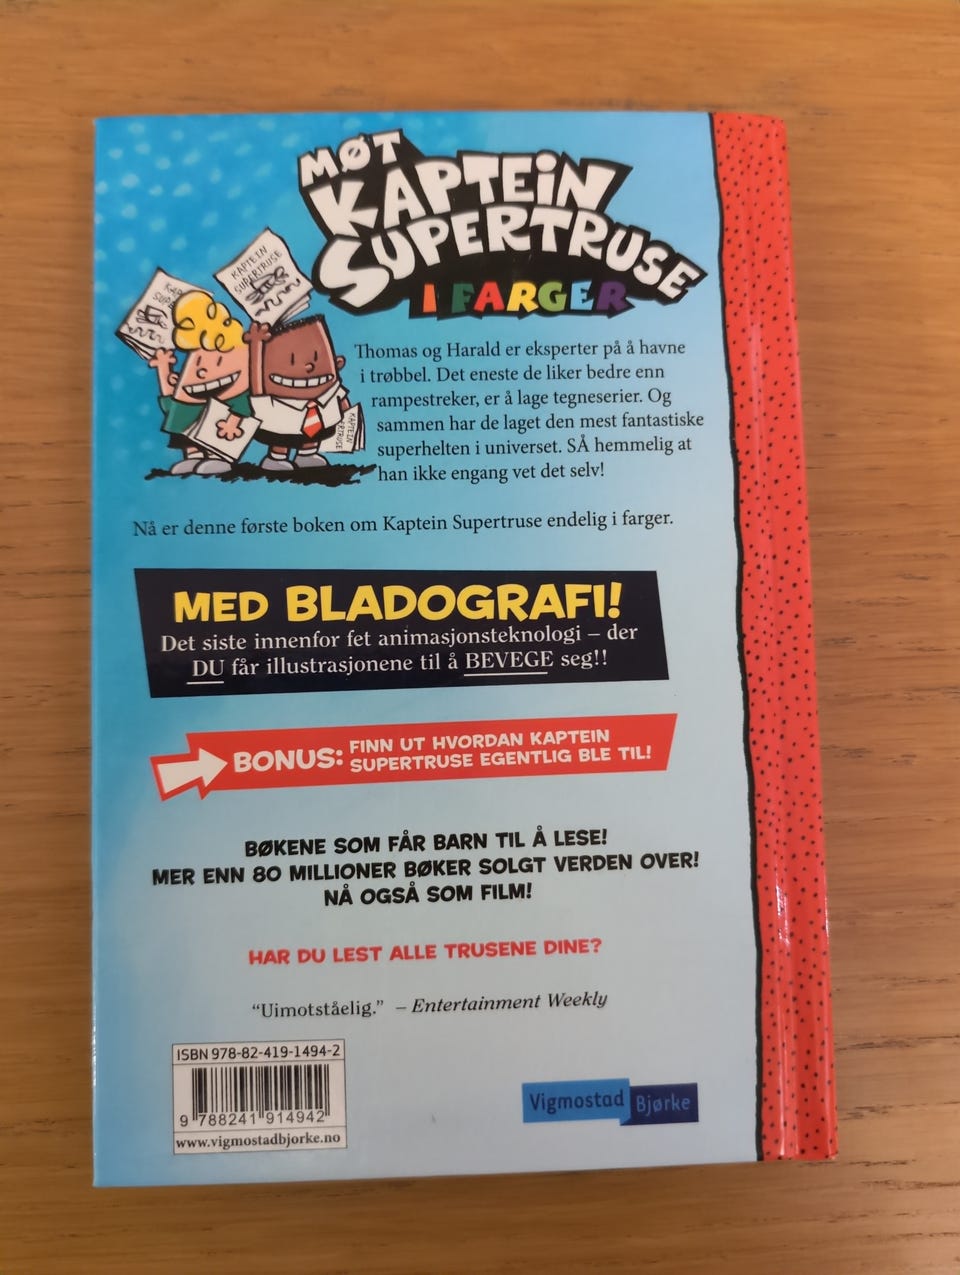 MØT
KAPTEIN
SUPERTRUSE
I FARGER
KAPTEIN
SUPERTRUSE
Thomas og Harald er eksperter på å havne
i trøbbel. Det eneste de liker bedre enn
rampestreker, er å lage tegneserier. Og
sammen har de laget den mest fantastiske
superhelten i universet. SÅ hemmelig at
han ikke engang vet det selv!
Nå er denne første boken om Kaptein Supertruse endelig i farger.
MED BLADOGRAFI!
Det siste innenfor fet animasjonsteknologi – der
DU får illustrasjonene til å BEVEGE seg!!
BONUS: FINN UT HVORDAN KAPTEIN
SUPERTRUSE EGENTLIG BLE TIL!
BØKENE SOM FÅR BARN TIL Å LESE!
MER ENN 80 MILLIONER BØKER SOLGT VERDEN OVER!
NÅ OGSÅ SOM FILM!
HAR DU LEST ALLE TRUSENE DINE?
“Uimotståelig.” – Entertainment Weekly
ISBN 978-82-419-1494-2
9 788241 914942
www.vigmostadbjorke.no
Vigmostad Bjørke